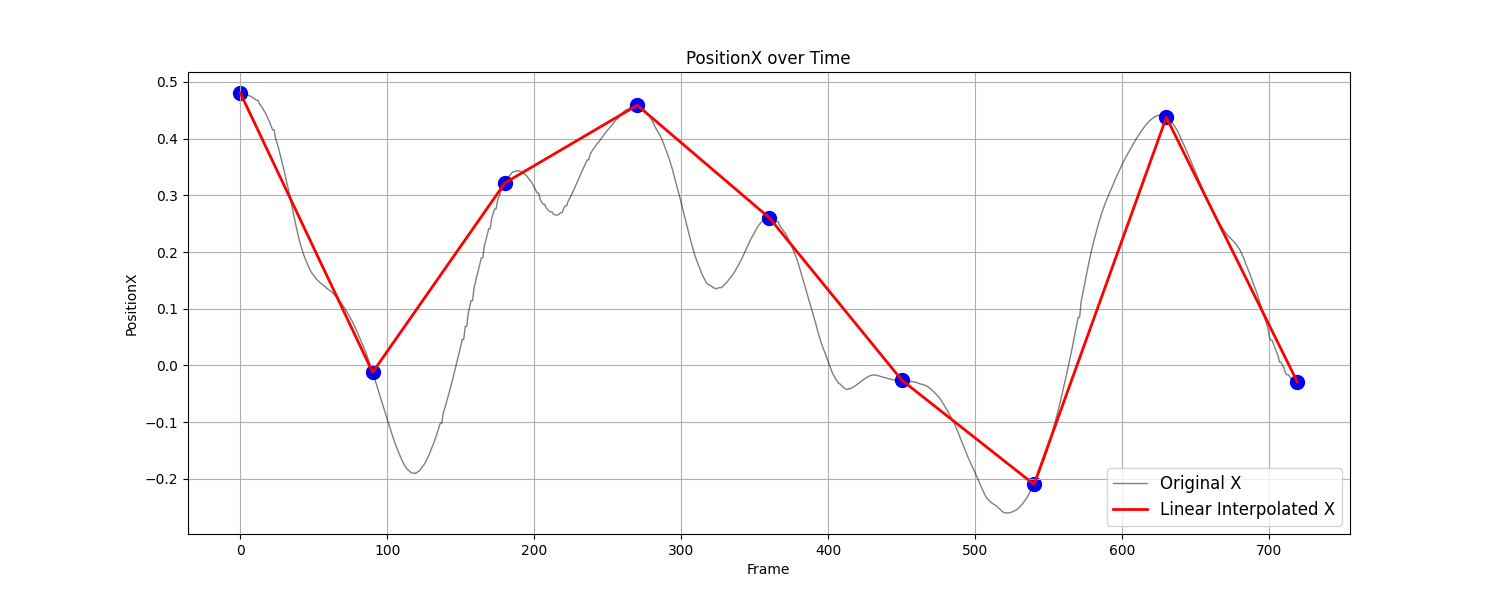 PositionX over Time
0.5
0.4
0.3
0.2
0.1
0.0
−0.1
−0.2
PositionX
0 100 200 300 400 500 600 700
Frame
Original X
Linear Interpolated X